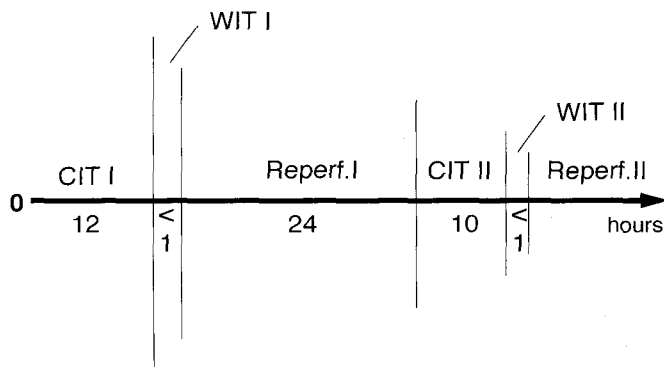 WIT I
WIT II
CIT I Reperf.I CIT II Reperf.II
0
12 < 1 24 10 < 1 hours